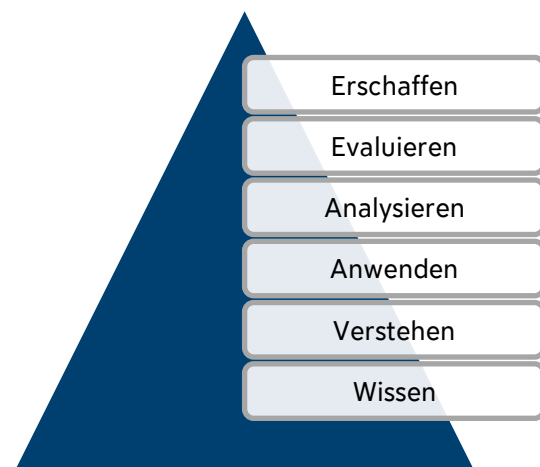 Erschaffen
Evaluieren
Analysieren
Anwenden
Verstehen
Wissen